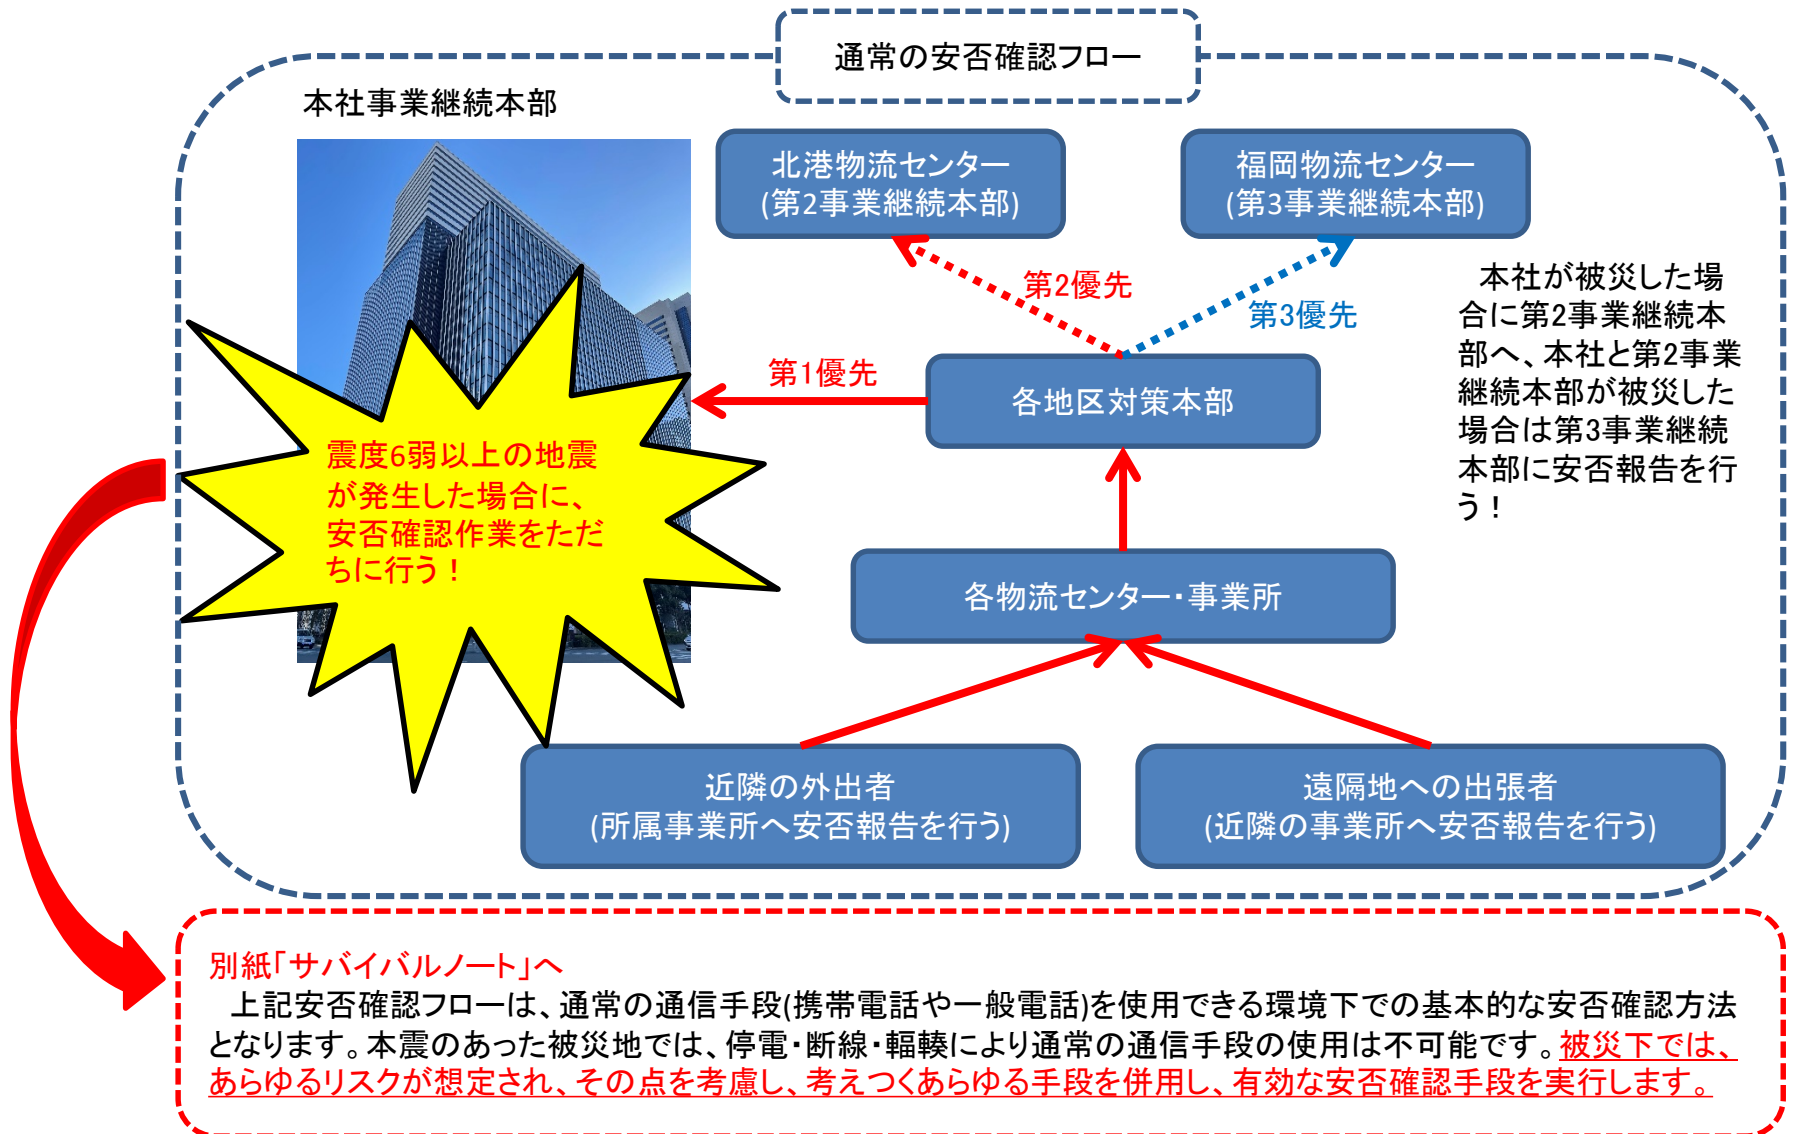 通常の安否確認フロー
本社事業継続本部
北港物流センター
(第2事業継続本部)
福岡物流センター
(第3事業継続本部)
第2優先
第3優先
本社が被災した場
合に第2事業継続本
部へ、本社と第2事業
継続本部が被災した
場合は第3事業継続
本部に安否報告を行
う！
第1優先
各地区対策本部
震度6弱以上の地震
が発生した場合に、
安否確認作業をただ
ちに行う！
各物流センター・事業所
近隣の外出者
(所属事業所へ安否報告を行う)
遠隔地への出張者
(近隣の事業所へ安否報告を行う)
別紙「サバイバルノート」へ
上記安否確認フローは、通常の通信手段(携帯電話や一般電話)を使用できる環境下での基本的な安否確認方法
となります。本震のあった被災地では、停電・断線・輻輳により通常の通信手段の使用は不可能です。被災下では、
あらゆるリスクが想定され、その点を考慮し、考えつくあらゆる手段を併用し、有効な安否確認手段を実行します。